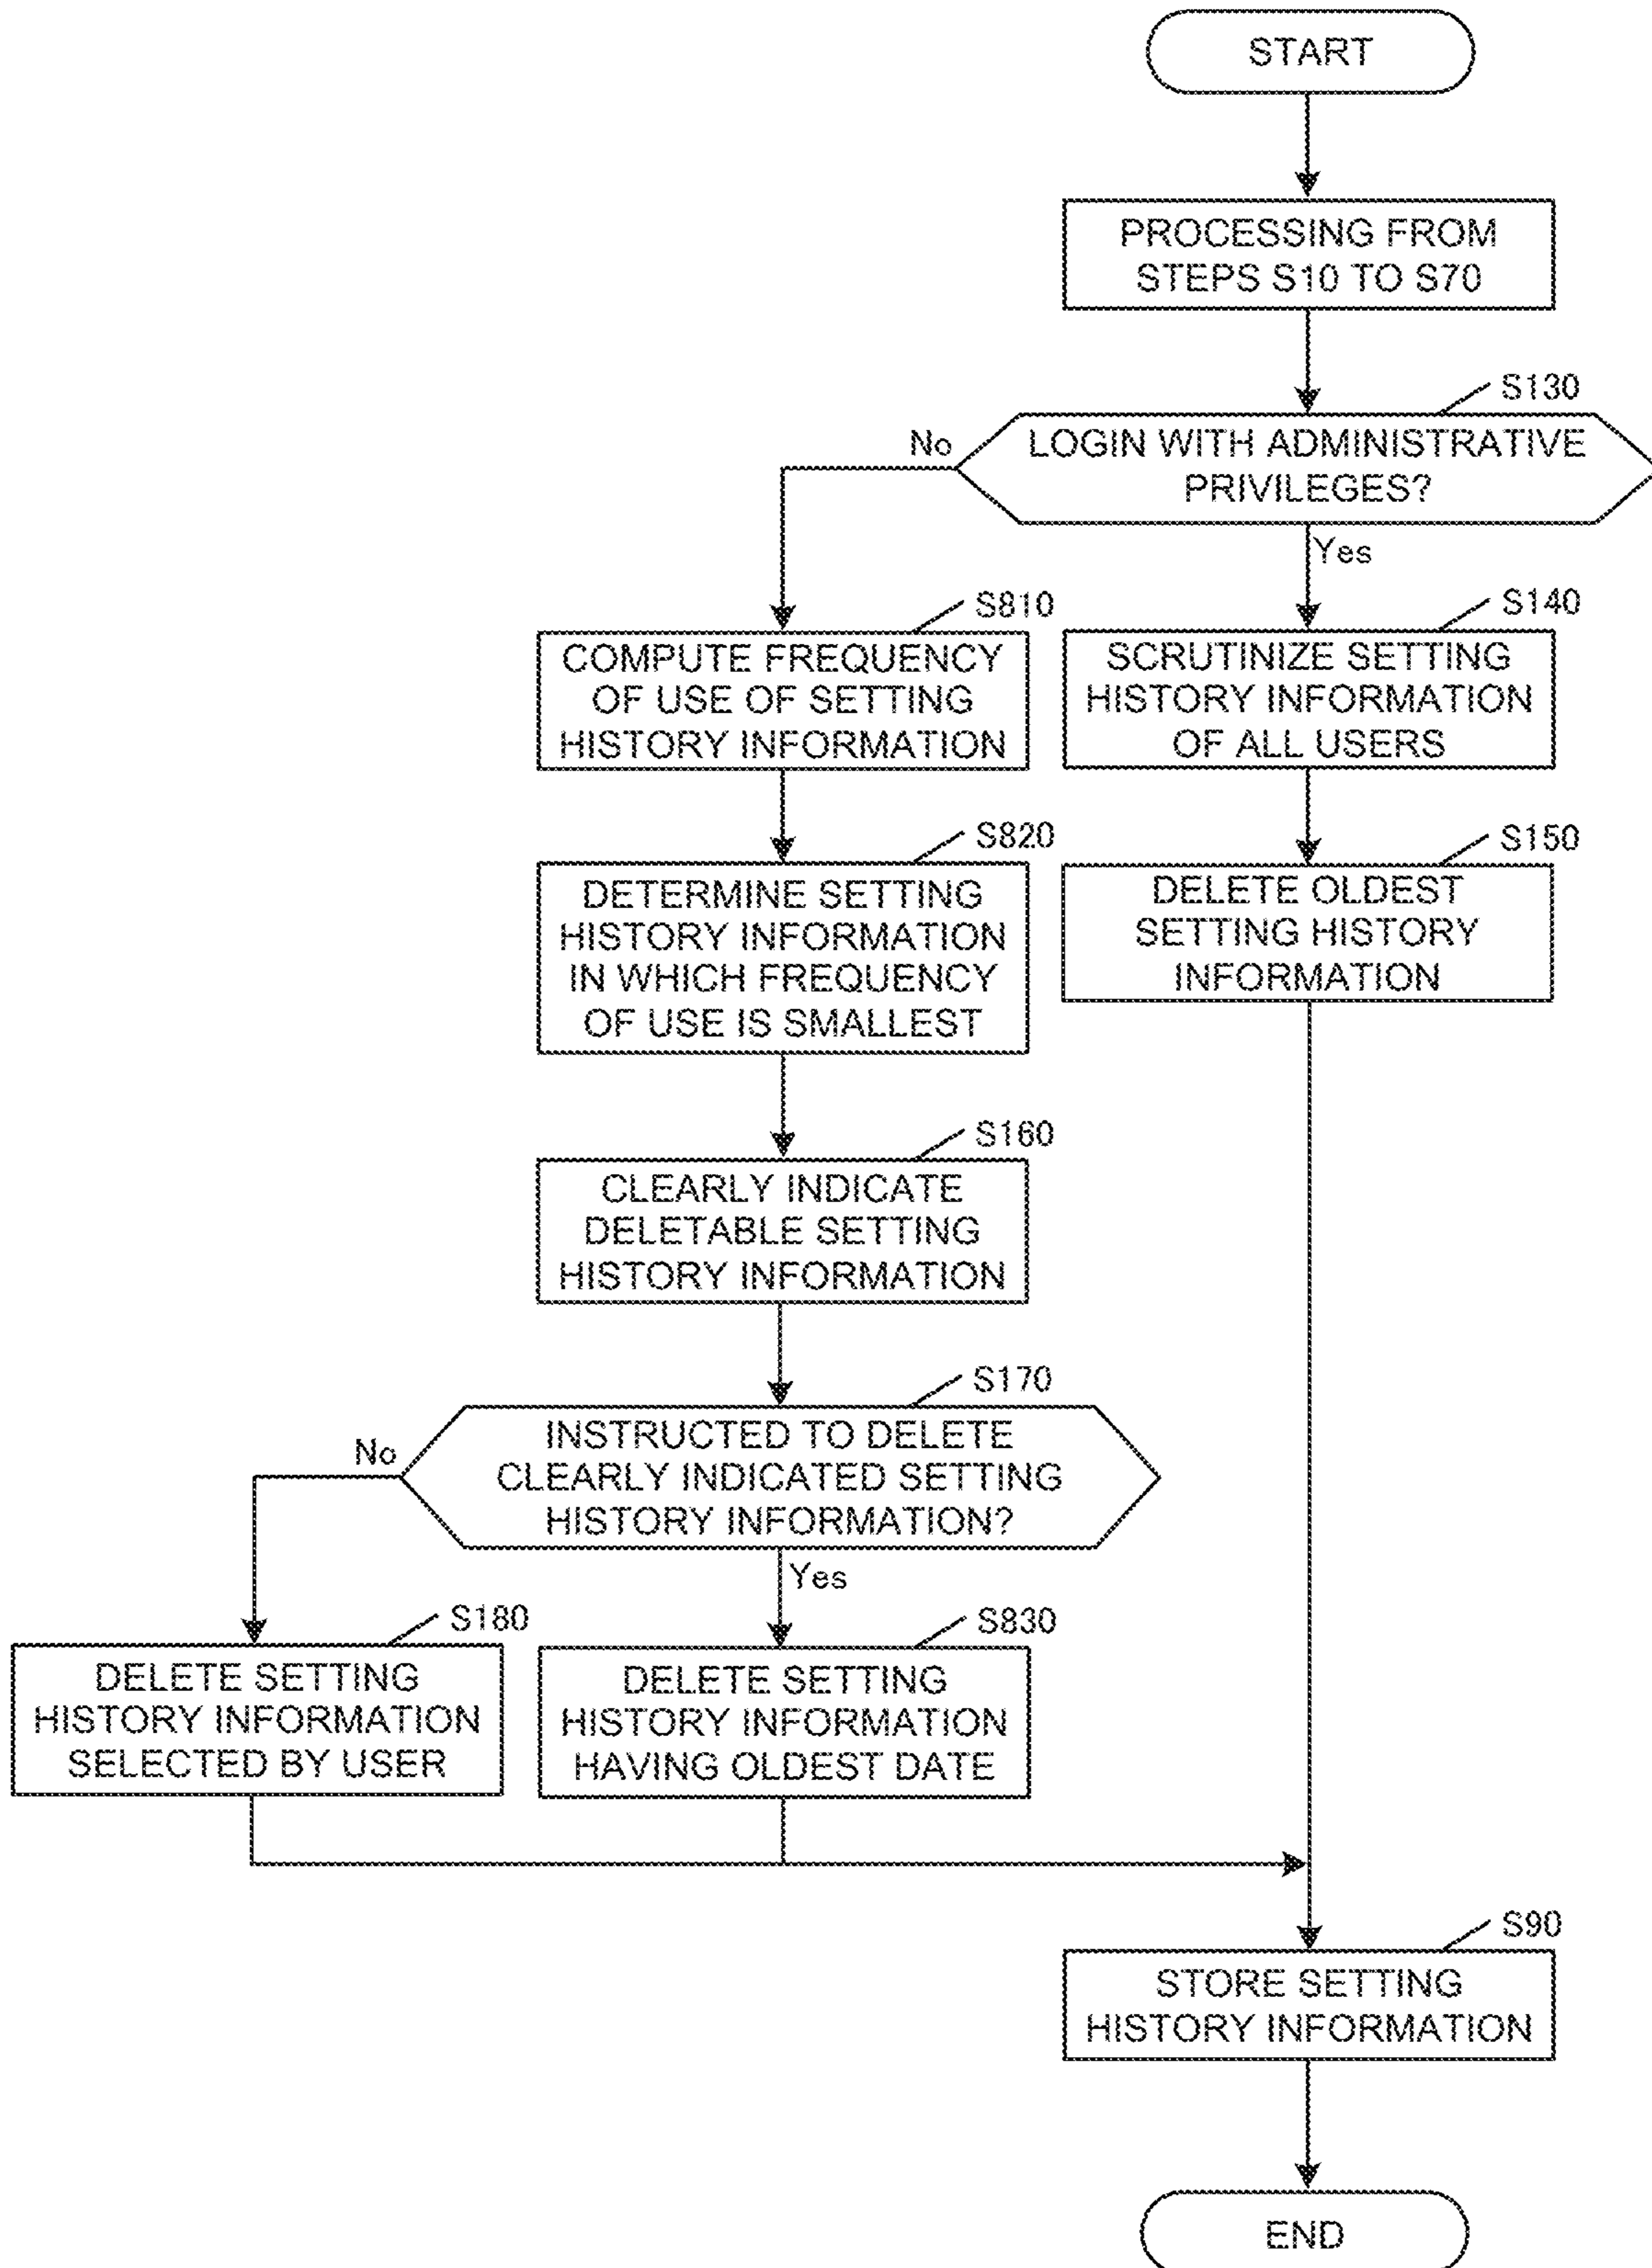 START
PROCESSING FROM
STEPS S10 TO S70
S130
LOGIN WITH ADMINISTRATIVE
PRIVILEGES?
No
Yes
S810
COMPUTE FREQUENCY
OF USE OF SETTING
HISTORY INFORMATION
S140
SCRUTINIZE SETTING
HISTORY INFORMATION
OF ALL USERS
S820
DETERMINE SETTING
HISTORY INFORMATION
IN WHICH FREQUENCY
OF USE IS SMALLEST
S150
DELETE OLDEST
SETTING HISTORY
INFORMATION
S160
CLEARLY INDICATE
DELETABLE SETTING
HISTORY INFORMATION
S170
INSTRUCTED TO DELETE
CLEARLY INDICATED SETTING
HISTORY INFORMATION?
No
Yes
S180
DELETE SETTING
HISTORY INFORMATION
SELECTED BY USER
S830
DELETE SETTING
HISTORY INFORMATION
HAVING OLDEST DATE
S90
STORE SETTING
HISTORY INFORMATION
END